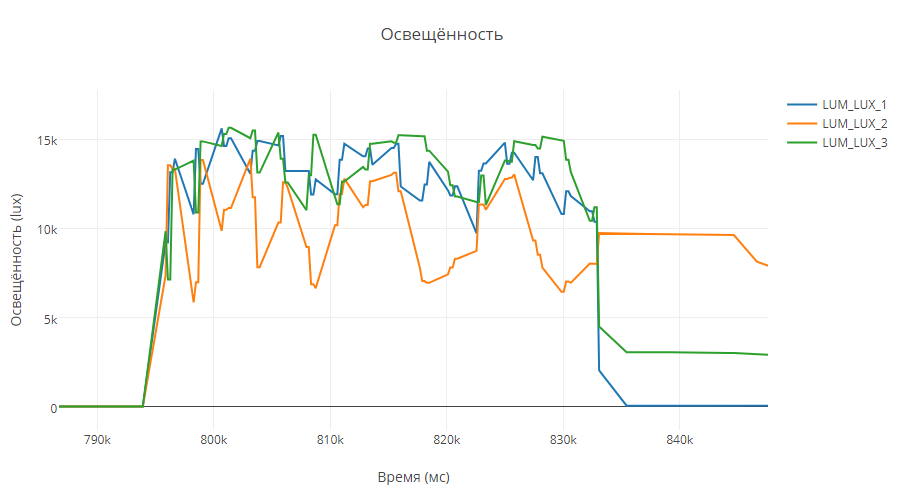 Освещённость
LUM_LUX_1
LUM_LUX_2
LUM_LUX_3
Освещённость (lux)
15k
10k
5k
0
790k
800k
810k
820k
830k
840k
Время (мс)